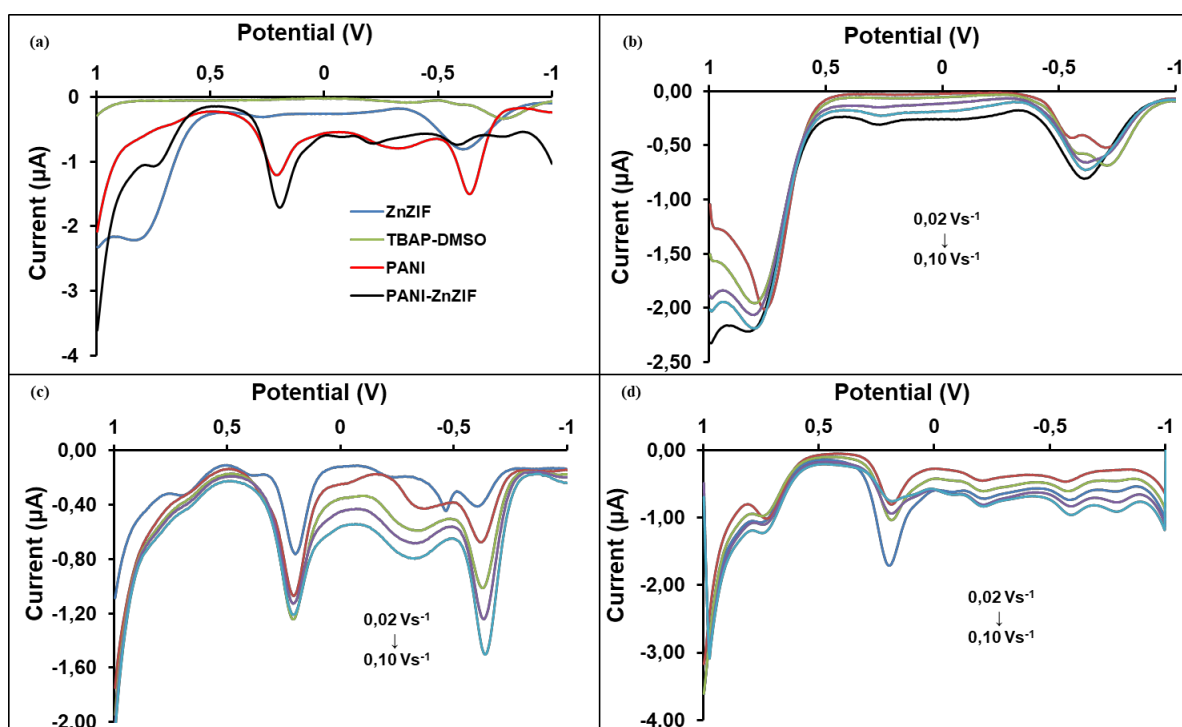 (a)
Potential (V)
1 0,5 0 -0,5 -1
0
-1
-2
-3
-4
Current (µA)
ZnZIF
TBAP-DMSO
PANI
PANI-ZnZIF
(b)
Potential (V)
1 0,5 0 -0,5 -1
0,00
-0,50
-1,00
-1,50
-2,00
-2,50
Current (µA)
0,02 Vs-1
↓
0,10 Vs-1
(c)
Potential (V)
1 0,5 0 -0,5 -1
0,00
-0,40
-0,80
-1,20
-1,60
-2,00
Current (µA)
0,02 Vs-1
↓
0,10 Vs-1
(d)
Potential (V)
1 0,5 0 -0,5 -1
0,00
-1,00
-2,00
-3,00
-4,00
Current (µA)
0,02 Vs-1
↓
0,10 Vs-1